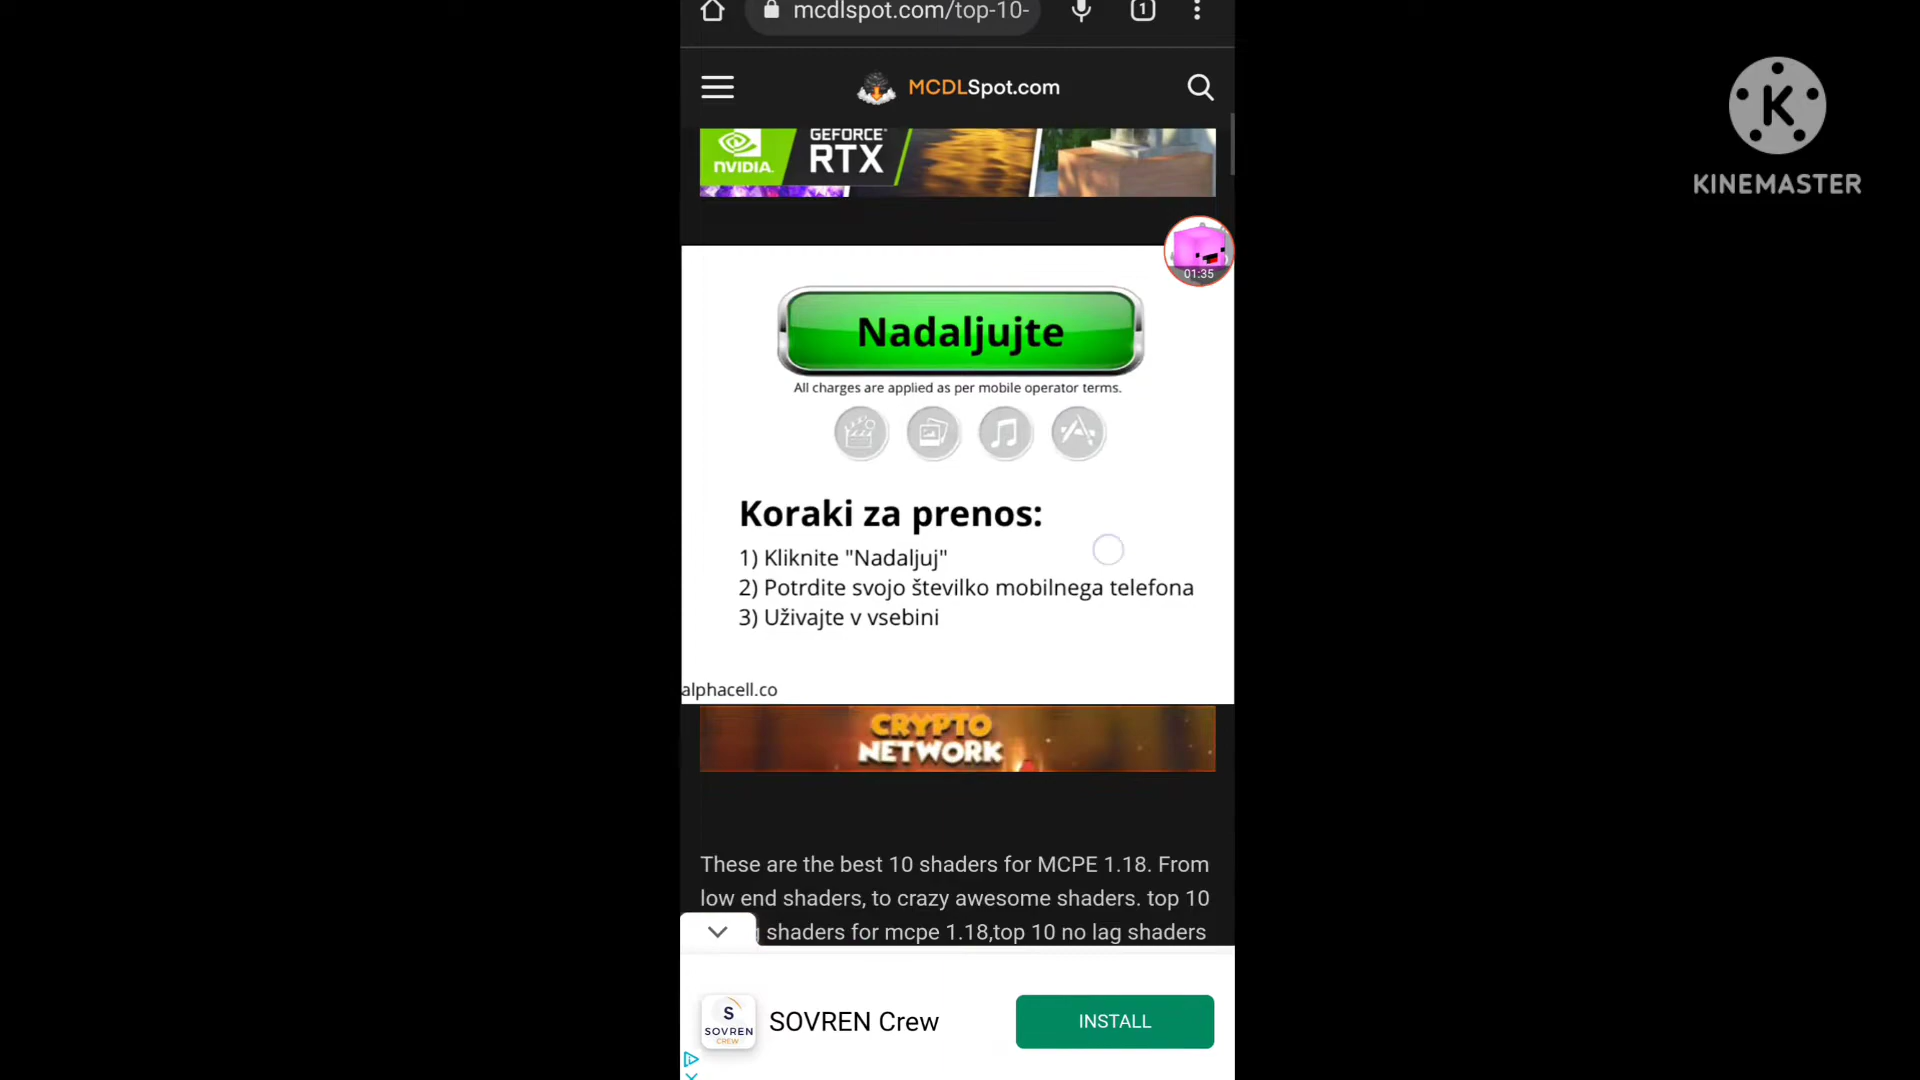 mcdlspot.com/top-10-
1
MCDLSpot.com
NVIDIA.
GEFORCE
RTX
KINEMASTER
01:35
Nadaljujte
All charges are applied as per mobile operator terms.
Koraki za prenos:
1) Kliknite "Nadaljuj"
2) Potrdite svojo številko mobilnega telefona
3) Uživajte v vsebini
alphacell.co
CRYPTO
NETWORK
These are the best 10 shaders for MCPE 1.18. From
low end shaders, to crazy awesome shaders. top 10
shaders for mcpe 1.18,top 10 no lag shaders
S
SOVREN
CREW
SOVREN Crew
INSTALL